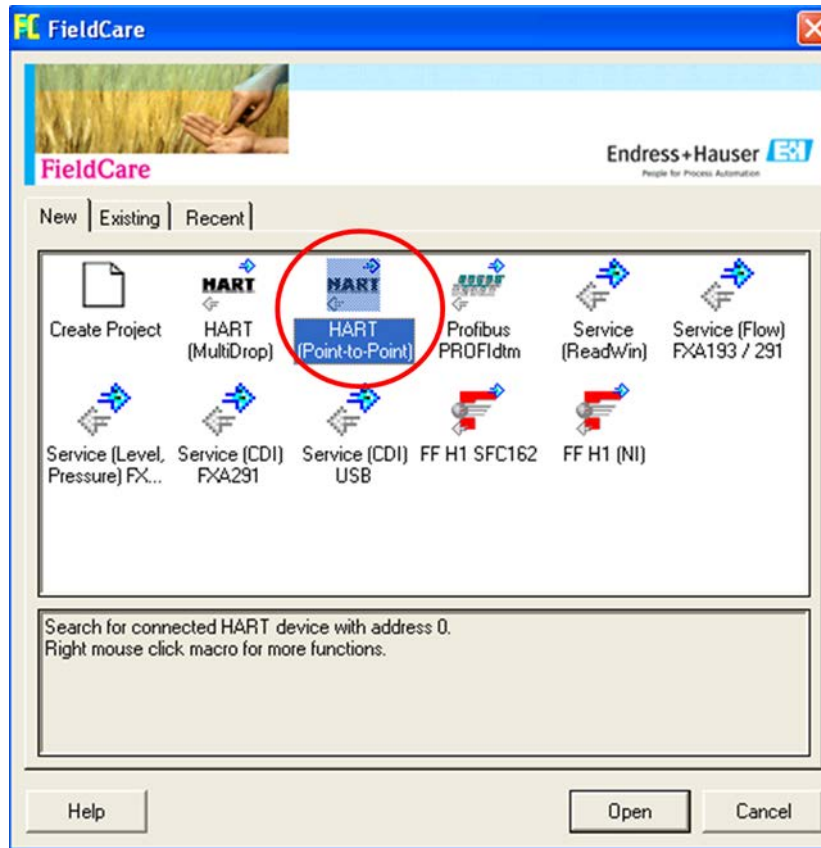 FC FieldCare
FieldCare
Endress+Hauser EH
People for Process Automation
New Existing Recent
Create Project
HART
HART
(MultiDrop)
HART
HART
(Point-to-Point)
Profibus
PROFIdtm
Service
(ReadWin)
Service (Flow)
FXA193 / 291
Service (Level,
Pressure) FX...
Service (CDI)
FXA291
Service (CDI)
USB
FF H1 SFC162
FF H1 (NI)
Search for connected HART device with address 0.
Right mouse click macro for more functions.
Help Open Cancel